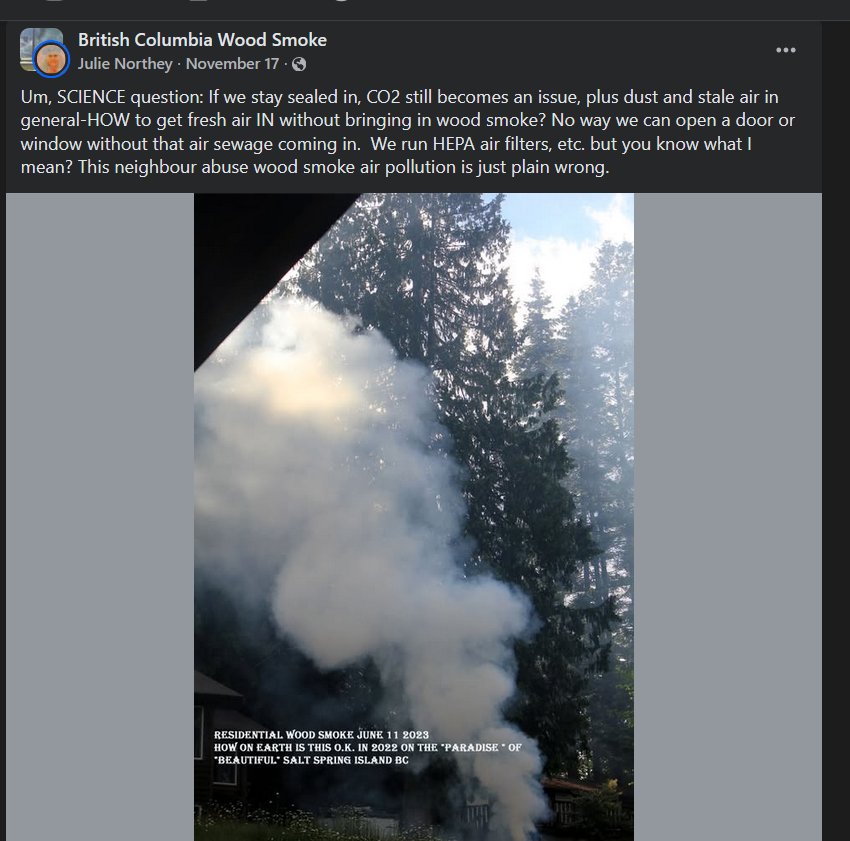 British Columbia Wood Smoke
Julie Northey · November 17 ·
Um, SCIENCE question: If we stay sealed in, CO2 still becomes an issue, plus dust and stale air in
general-HOW to get fresh air IN without bringing in wood smoke? No way we can open a door or
window without that air sewage coming in.  We run HEPA air filters, etc. but you know what I
mean? This neighbour abuse wood smoke air pollution is just plain wrong.
RESIDENTIAL WOOD SMOKE JUNE 11 2023
HOW ON EARTH IS THIS O.K. IN 2022 ON THE "PARADISE " OF
"BEAUTIFUL" SALT SPRING ISLAND BC